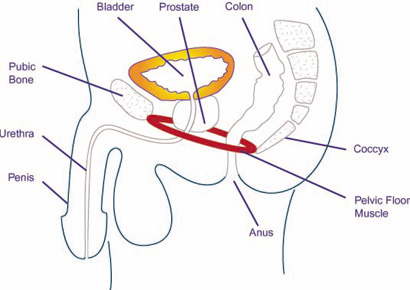 Bladder
Prostate
Colon
Pubic
Bone
Urethra
Penis
Coccyx
Pelvic Floor
Muscle
Anus